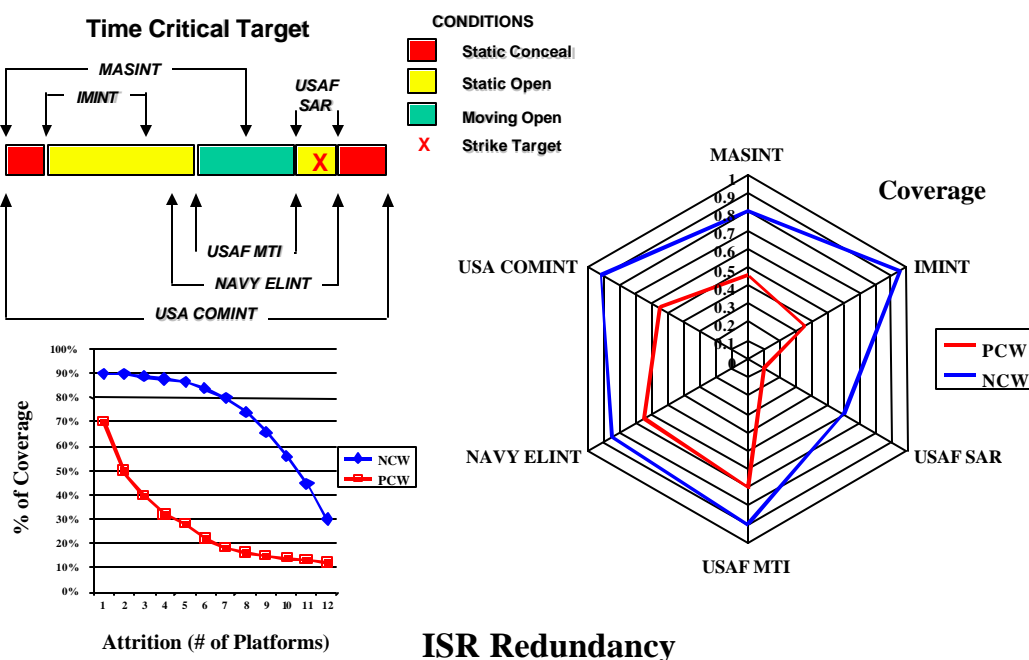 Time Critical Target
MASINT
IMINT
USAF
SAR
X
USAF MTI
NAVY ELINT
USA COMINT
CONDITIONS
Static Conceal
Static Open
Moving Open
X Strike Target
% of Coverage
100%
90%
80%
70%
60%
50%
40%
30%
20%
10%
0%
1 2 3 4 5 6 7 8 9 10 11 12
Attrition (# of Platforms)
NCW
PCW
Coverage
MASINT
IMINT
USAF SAR
USAF MTI
NAVY ELINT
USA COMINT
1
0.9
0.8
0.7
0.6
0.5
0.4
0.3
0.2
0.1
0
PCW
NCW
ISR Redundancy